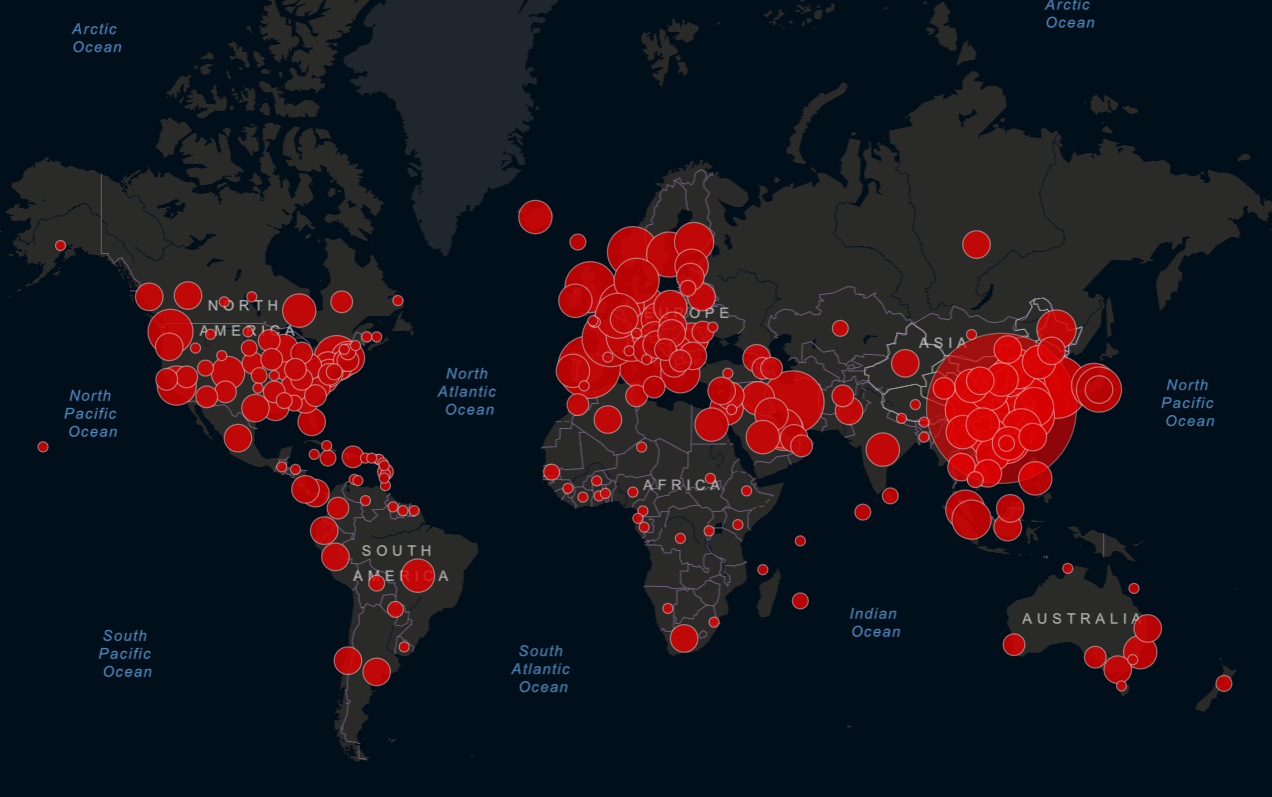 Arctic
Ocean
Arctic
Ocean
NORTH
AMERICA
EUROPE
ASIA
North
Pacific
Ocean
North
Atlantic
Ocean
North
Pacific
Ocean
AFRICA
SOUTH
AMERICA
Indian
Ocean
AUSTRALIA
South
Pacific
Ocean
South
Atlantic
Ocean